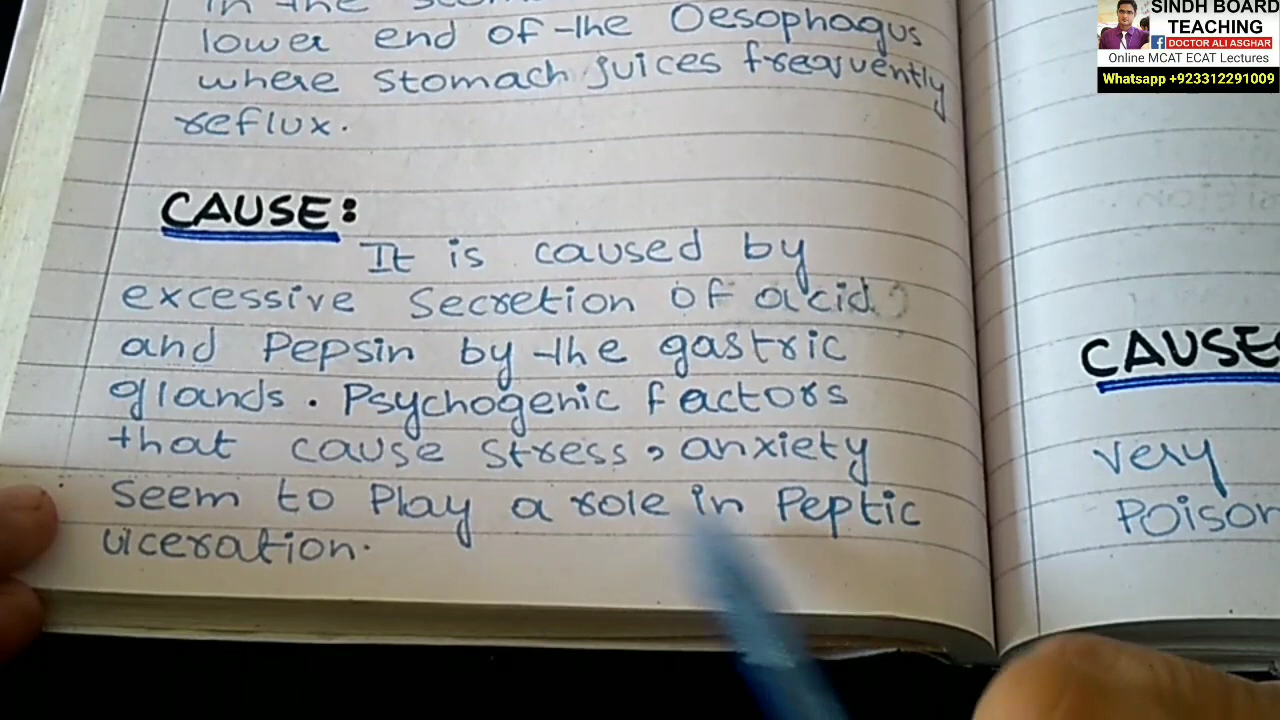 in the
lower end of the Oesophagus
where stomach juices frequently
reflux.
CAUSE:
It is caused by
excessive secretion of acid
and Pepsin by the gastric
glands. Psychogenic factors
that cause stress, anxiety
seem to Play a role in Peptic
ulceration.
CAUSE
very
Poison
SINDH BOARD
TEACHING
f DOCTOR ALI ASGHAR
Online MCAT ECAT Lectures
Whatsapp +923312291009